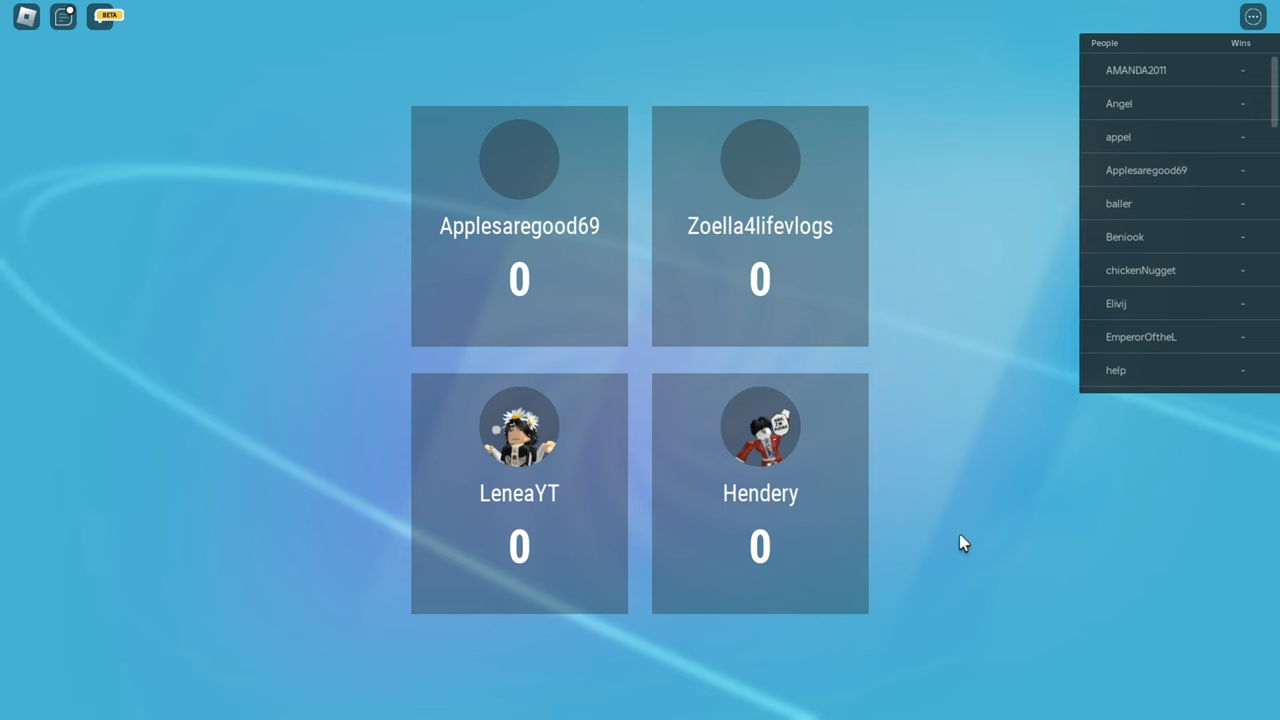 BETA
People Wins
AMANDA2011 -
Angel -
appel -
Applesaregood69 -
baller -
Beniook -
chickenNugget -
Elivij -
EmperorOftheL -
help -
Applesaregood69
0
Zoella4lifevlogs
0
LeneaYT
0
Hendery
0